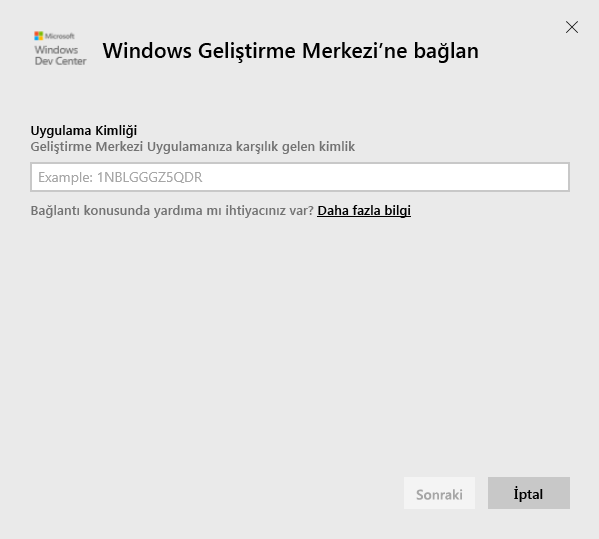 Microsoft
Windows
Dev Center
Windows Geliştirme Merkezi’ne bağlan
Uygulama Kimliği
Geliştirme Merkezi Uygulamanıza karşılık gelen kimlik
Example: 1NBLGGGZ5QDR
Bağlantı konusunda yardıma mı ihtiyacınız var? Daha fazla bilgi
Sonraki
İptal